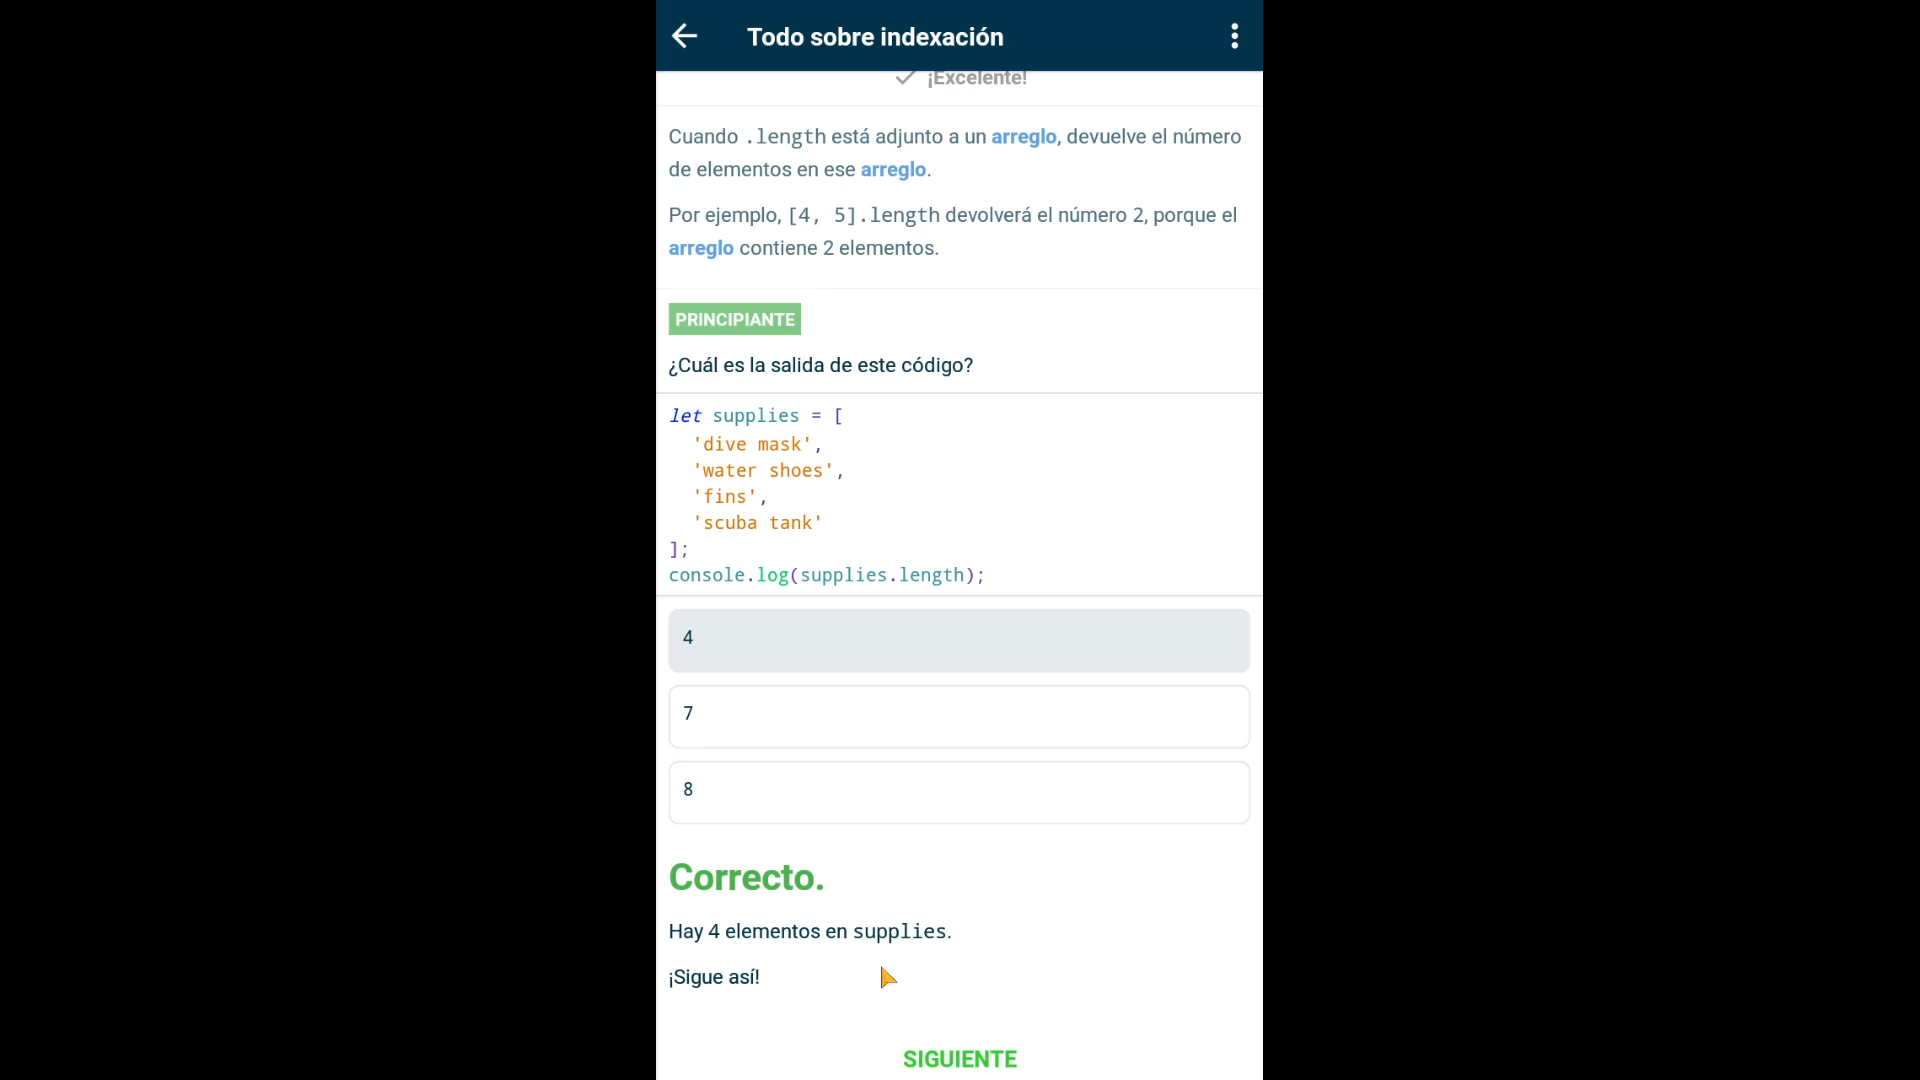 Todo sobre indexación
¡Excelente!
Cuando .length está adjunto a un arreglo, devuelve el número
de elementos en ese arreglo.
Por ejemplo, [4, 5].length devolverá el número 2, porque el
arreglo contiene 2 elementos.
PRINCIPIANTE
¿Cuál es la salida de este código?
let supplies = [
  'dive mask',
  'water shoes',
  'fins',
  'scuba tank'
];
console.log(supplies.length);
4
7
8
Correcto.
Hay 4 elementos en supplies.
¡Sigue así!
SIGUIENTE